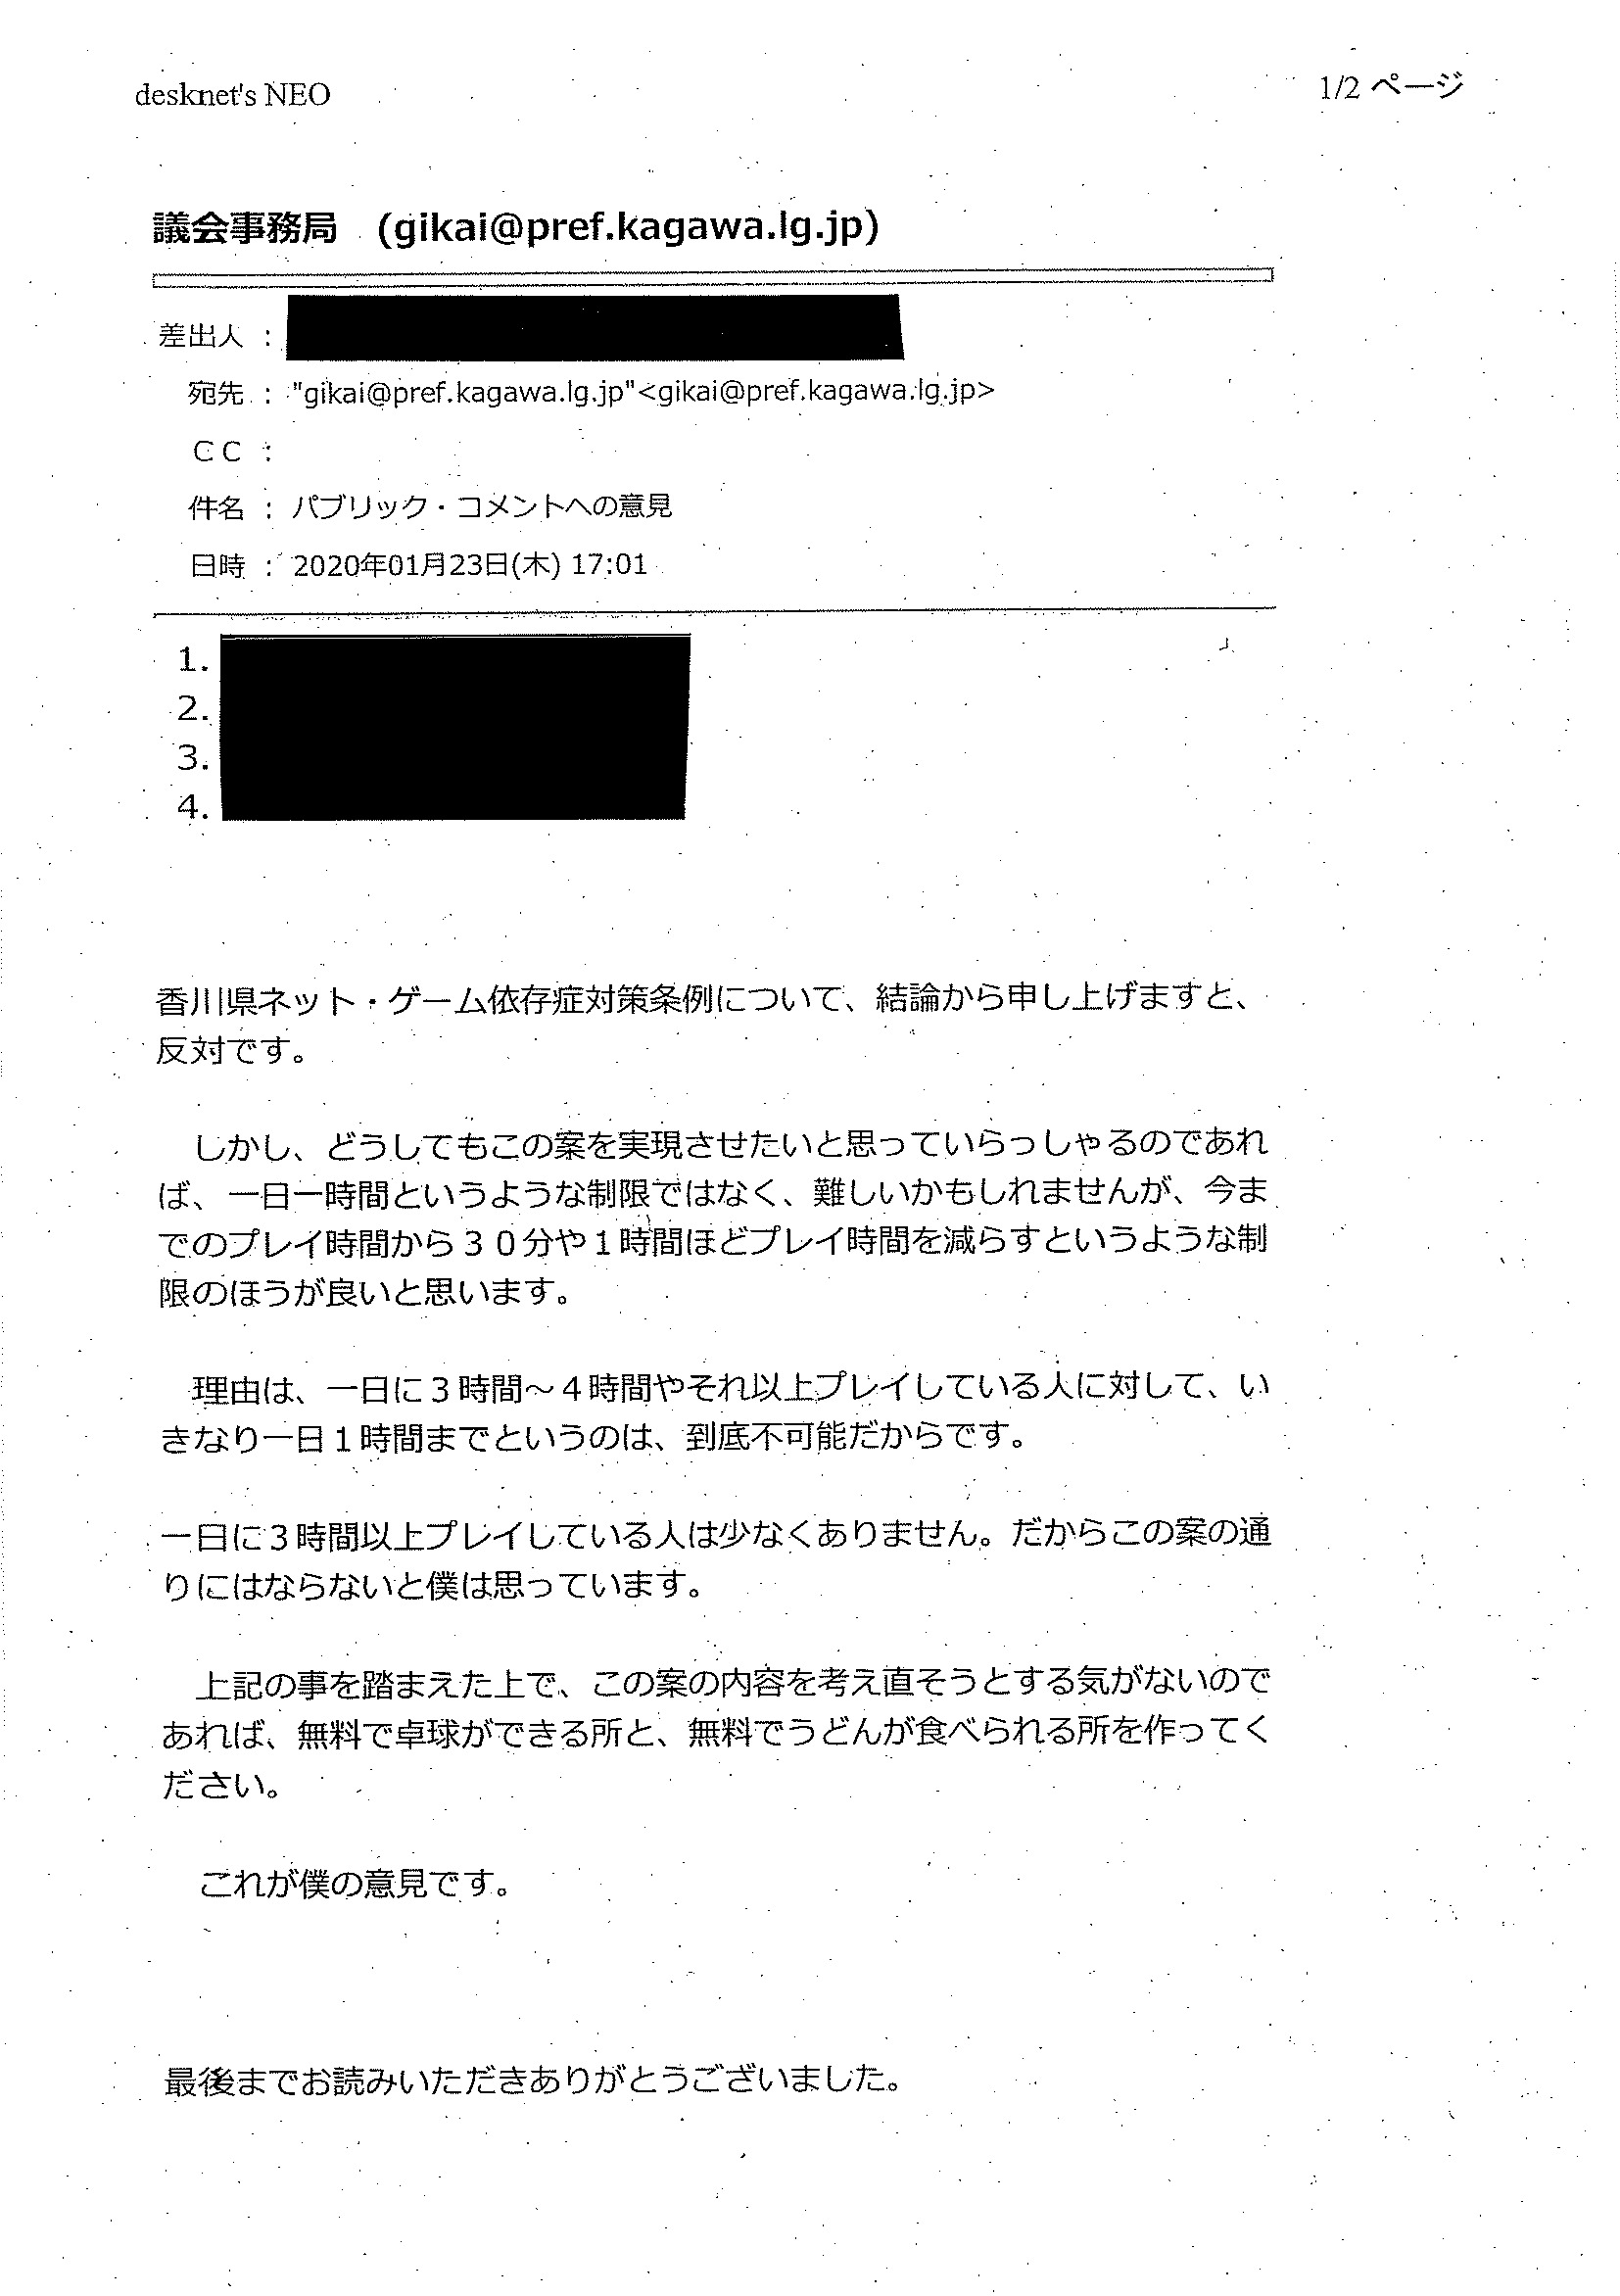 desknet's NEO
1/2 ページ
議会事務局 (gikai@pref.kagawa.lg.jp)
差出人 :
宛先 : "gikai@pref.kagawa.lg.jp"<gikai@pref.kagawa.lg.jp>
ＣＣ :
件名 : パブリック・コメントへの意見
日時 : 2020年01月23日(木) 17:01
1.
2.
3.
4.
香川県ネット・ゲーム依存症対策条例について、結論から申し上げますと、
反対です。
しかし、どうしてもこの案を実現させたいと思っていらっしゃるのであれ
ば、一日一時間というような制限ではなく、難しいかもしれませんが、今ま
でのプレイ時間から３０分や１時間ほどプレイ時間を減らすというような制
限のほうが良いと思います。
理由は、一日に３時間～４時間やそれ以上プレイしている人に対して、い
きなり一日１時間までというのは、到底不可能だからです。
一日に３時間以上プレイしている人は少なくありません。だからこの案の通
りにはならないと僕は思っています。
上記の事を踏まえた上で、この案の内容を考え直そうとする気がないので
あれば、無料で卓球ができる所と、無料でうどんが食べられる所を作ってく
ださい。
これが僕の意見です。
最後までお読みいただきありがとうございました。